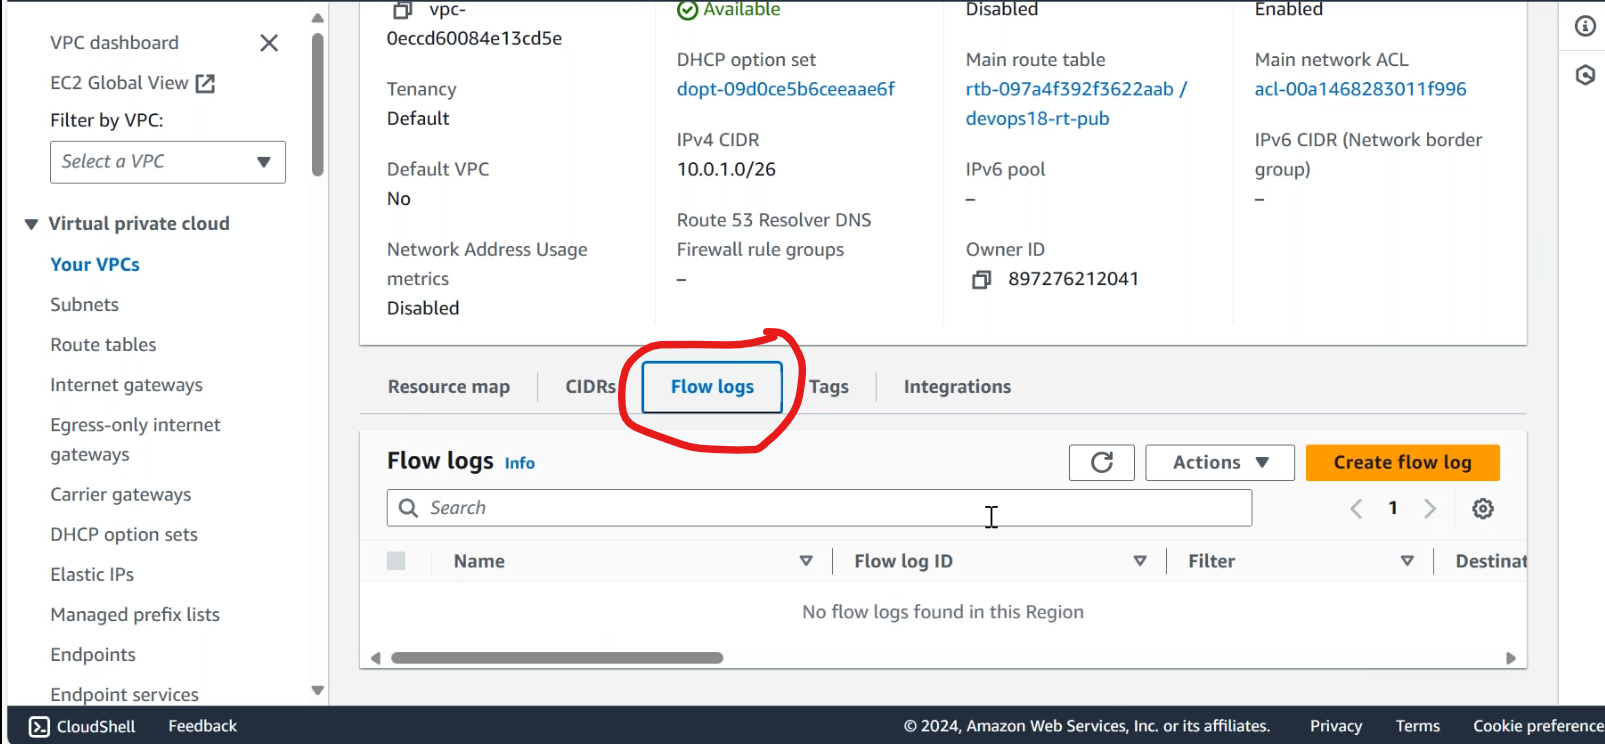 VPC dashboard
EC2 Global View
Filter by VPC:
Select a VPC
Virtual private cloud
Your VPCs
Subnets
Route tables
Internet gateways
Egress-only internet
gateways
Carrier gateways
DHCP option sets
Elastic IPs
Managed prefix lists
Endpoints
Endpoint services
vpc-
0eccd60084e13cd5e
Tenancy
Default
Default VPC
No
Network Address Usage
metrics
Disabled
Available
DHCP option set
dopt-09d0ce5b6ceeaae6f
IPv4 CIDR
10.0.1.0/26
Route 53 Resolver DNS
Firewall rule groups
–
Disabled
Main route table
rtb-097a4f392f3622aab /
devops18-rt-pub
IPv6 pool
–
Owner ID
897276212041
Enabled
Main network ACL
acl-00a1468283011f996
IPv6 CIDR (Network border
group)
–
Resource map CIDRs Flow logs Tags Integrations
Flow logs Info
Actions Create flow log
Search
1
Name Flow log ID Filter Destinat
No flow logs found in this Region
CloudShell Feedback © 2024, Amazon Web Services, Inc. or its affiliates. Privacy Terms Cookie preference